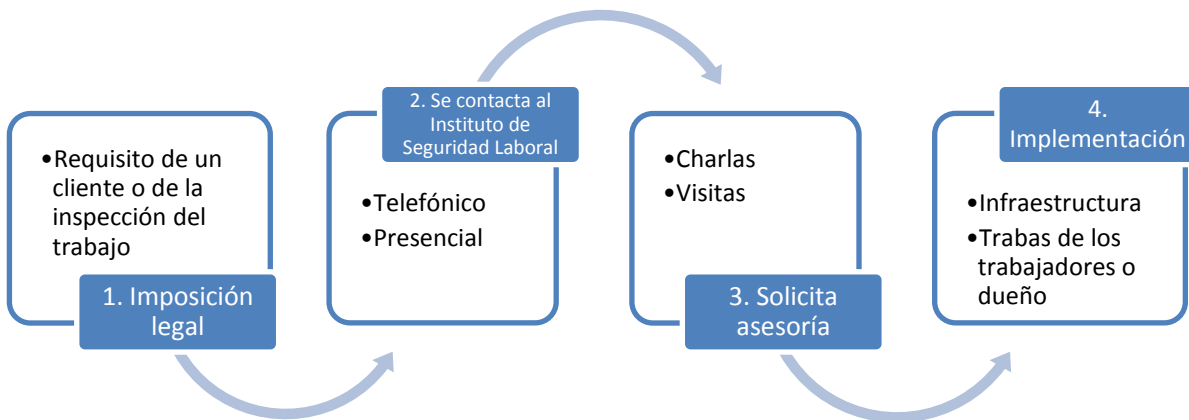 •Requisito de un
cliente o de la
inspección del
trabajo
1. Imposición
legal
2. Se contacta al
Instituto de
Seguridad Laboral
•Telefónico
•Presencial
•Charlas
•Visitas
3. Solicita
asesoría
4.
Implementación
•Infraestructura
•Trabas de los
trabajadores o
dueño